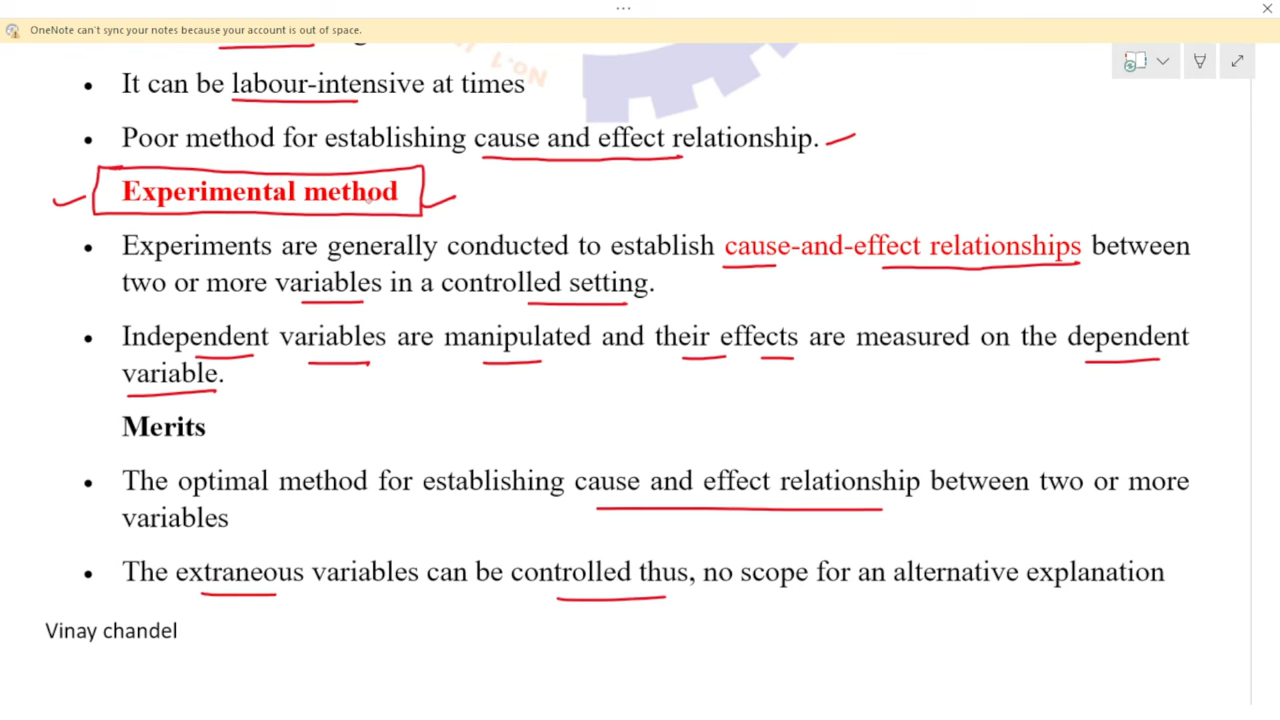 OneNote can't sync your notes because your account is out of space.
No.1
• It can be labour-intensive at times
• Poor method for establishing cause and effect relationship.
Experimental method
• Experiments are generally conducted to establish cause-and-effect relationships between
two or more variables in a controlled setting.
• Independent variables are manipulated and their effects are measured on the dependent
variable.
Merits
• The optimal method for establishing cause and effect relationship between two or more
variables
• The extraneous variables can be controlled thus, no scope for an alternative explanation
Vinay chandel